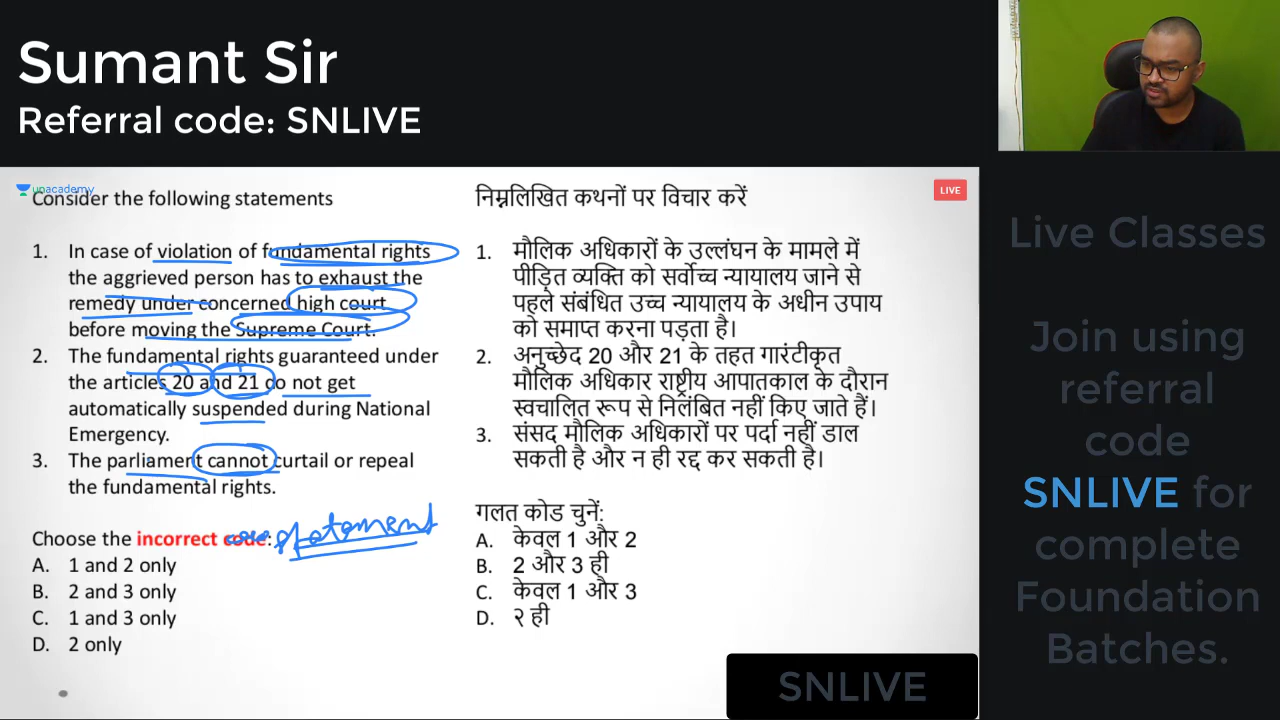 Sumant Sir
Referral code: SNLIVE
unacademy
Consider the following statements
1. In case of violation of fundamental rights
the aggrieved person has to exhaust the
remedy under concerned high court
before moving the Supreme Court.
2. The fundamental rights guaranteed under
the articles 20 and 21 do not get
automatically suspended during National
Emergency.
3. The parliament cannot curtail or repeal
the fundamental rights.
Choose the incorrect code: statement
A. 1 and 2 only
B. 2 and 3 only
C. 1 and 3 only
D. 2 only
निम्नलिखित कथनों पर विचार करें
1. मौलिक अधिकारों के उल्लंघन के मामले में
पीड़ित व्यक्ति को सर्वोच्च न्यायालय जाने से
पहले संबंधित उच्च न्यायालय के अधीन उपाय
को समाप्त करना पड़ता है।
2. अनुच्छेद 20 और 21 के तहत गारंटीकृत
मौलिक अधिकार राष्ट्रीय आपातकाल के दौरान
स्वचालित रूप से निलंबित नहीं किए जाते हैं।
3. संसद मौलिक अधिकारों पर पर्दा नहीं डाल
सकती है और न ही रद्द कर सकती है।
गलत कोड चुनें:
A. केवल 1 और 2
B. 2 और 3 ही
C. केवल 1 और 3
D. २ ही
LIVE
SNLIVE
Live Classes
Join using
referral
code
SNLIVE for
complete
Foundation
Batches.